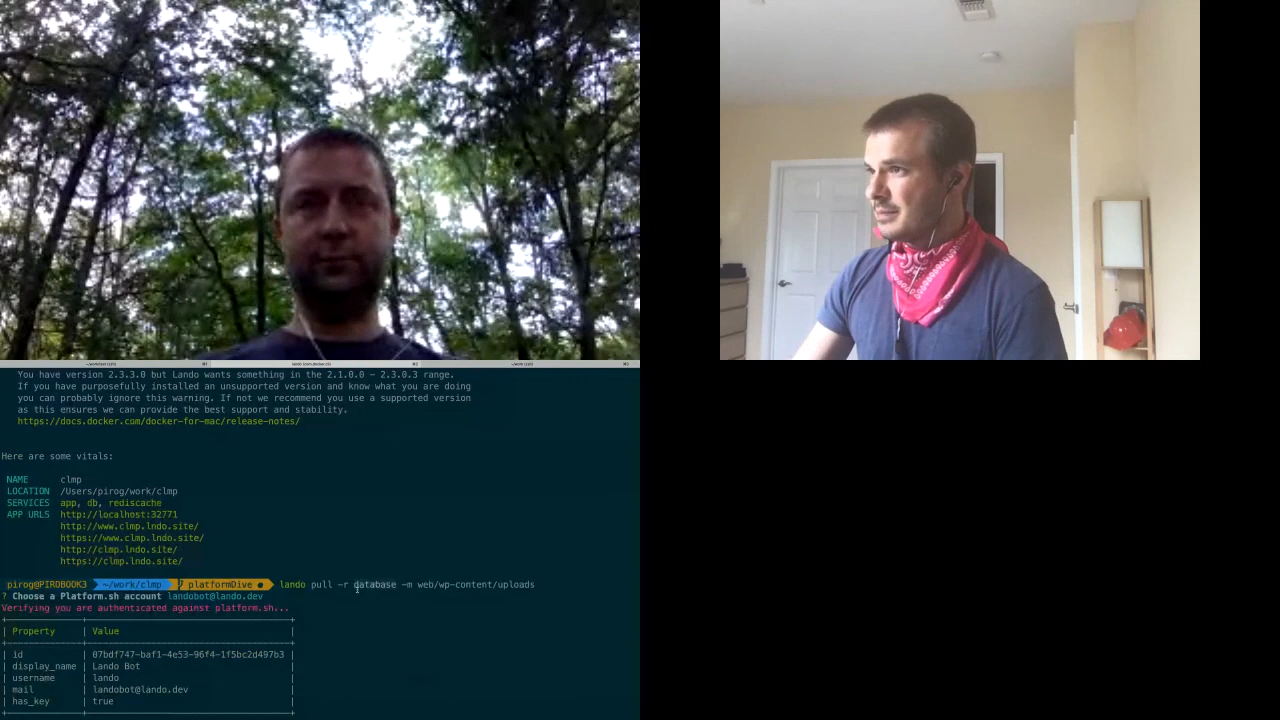 You have version 2.3.3.0 but Lando wants something in the 2.1.0.0 - 2.3.0.3 range.
If you have purposefully installed an unsupported version and know what you are doing
you can probably ignore this warning. If not we recommend you use a supported version
as this ensures we can provide the best support and stability.
https://docs.docker.com/docker-for-mac/release-notes/
Here are some vitals:
NAME clmp
LOCATION /Users/pirog/work/clmp
SERVICES app, db, rediscache
APP URLS http://localhost:32771
http://www.clmp.lndo.site/
https://www.clmp.lndo.site/
http://clmp.lndo.site/
https://clmp.lndo.site/
pirog@PIROBOOK3 ~/work/clmp platformDive ● lando pull -r database -m web/wp-content/uploads
? Choose a Platform.sh account landobot@lando.dev
Verifying you are authenticated against platform.sh...
| Property | Value |
| id | 07bdf747-baf1-4e53-96f4-1f5bc2d497b3 |
| display_name | Lando Bot |
| username | lando |
| mail | landobot@lando.dev |
| has_key | true |